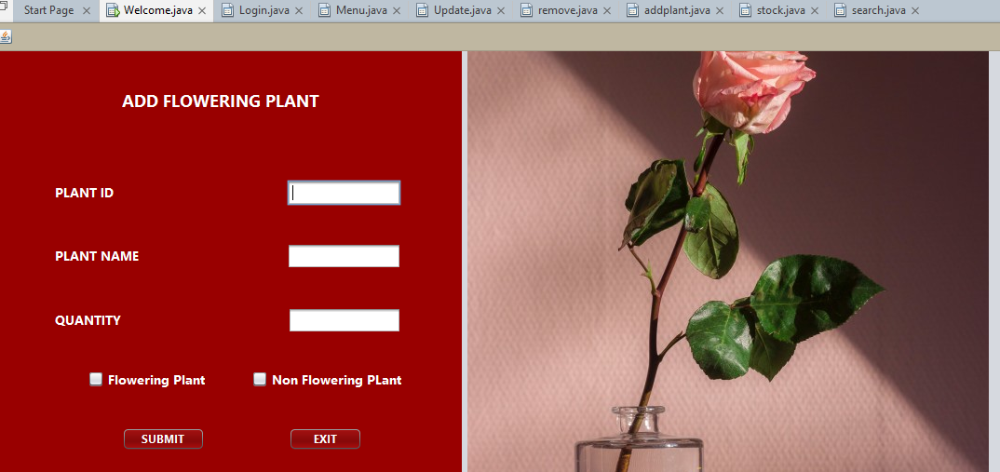 Start Page Welcome.java Login.java Menu.java Update.java remove.java addplant.java stock.java search.java
ADD FLOWERING PLANT
PLANT ID
PLANT NAME
QUANTITY
Flowering Plant Non Flowering PLant
SUBMIT EXIT